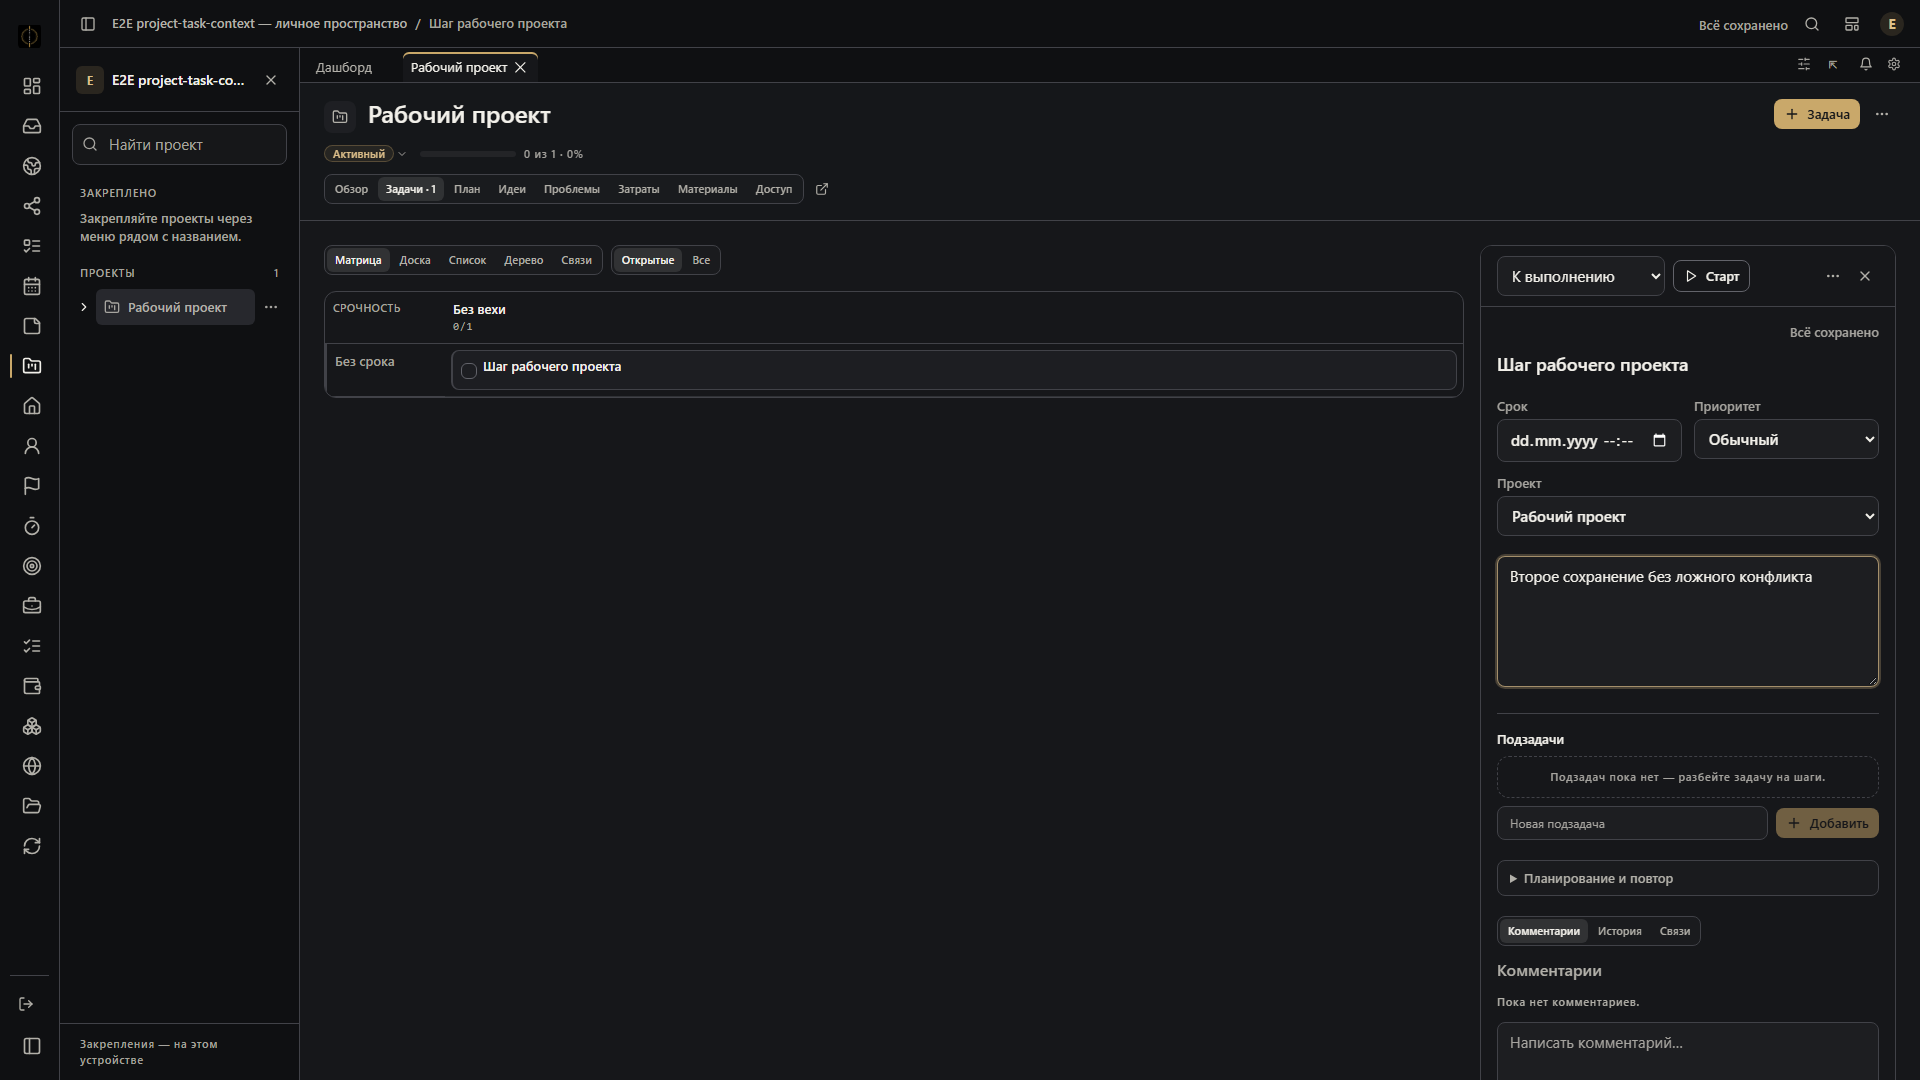 E2E project-task-context — личное пространство / Шаг рабочего проекта
Всё сохранено
E
E
E2E project-task-co...
Найти проект
ЗАКРЕПЛЕНО
Закрепляйте проекты через
меню рядом с названием.
ПРОЕКТЫ 1
Рабочий проект
Закрепления — на этом
устройстве
Дашборд
Рабочий проект
Рабочий проект
Задача
Активный
0 из 1 · 0%
Обзор
Задачи · 1
План
Идеи
Проблемы
Затраты
Материалы
Доступ
Матрица
Доска
Список
Дерево
Связи
Открытые
Все
СРОЧНОСТЬ
Без вехи
0/1
Без срока
Шаг рабочего проекта
К выполнению
Старт
Всё сохранено
Шаг рабочего проекта
Срок
Приоритет
dd.mm.yyyy --:--
Обычный
Проект
Рабочий проект
Второе сохранение без ложного конфликта
Подзадачи
Подзадач пока нет — разбейте задачу на шаги.
Новая подзадача
Добавить
Планирование и повтор
Комментарии
История
Связи
Комментарии
Пока нет комментариев.
Написать комментарий...